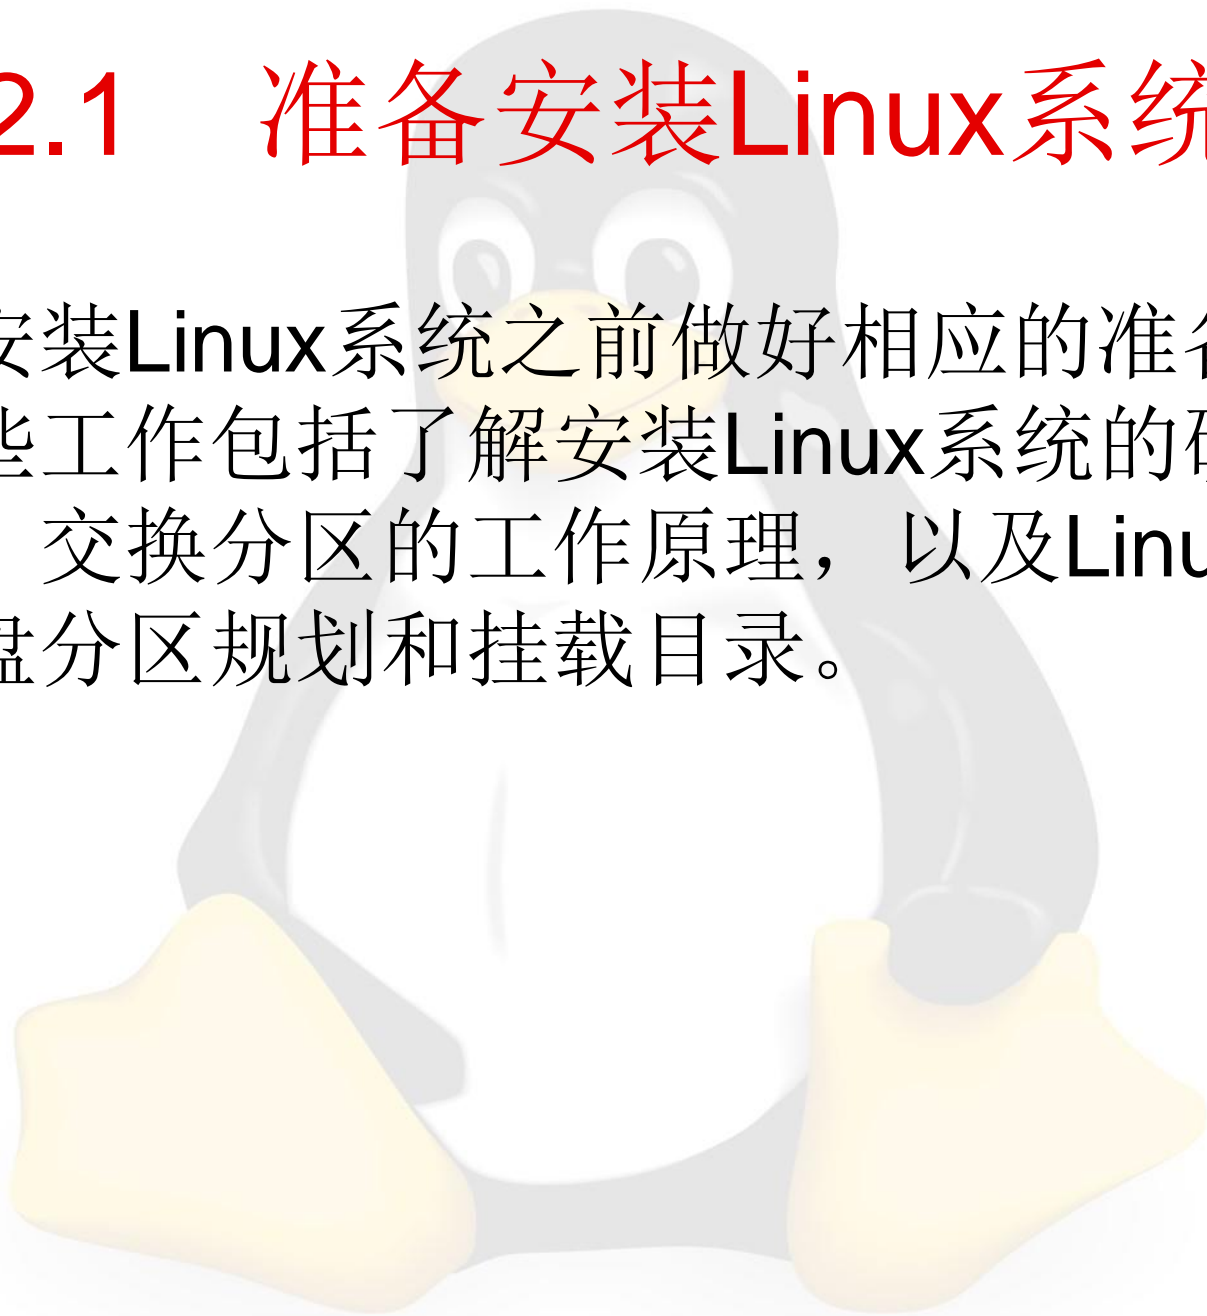 2.1 准备安装Linux系统
安装Linux系统之前做好相应的准备
些工作包括了解安装Linux系统的硬
，交换分区的工作原理，以及Linu
盘分区规划和挂载目录。